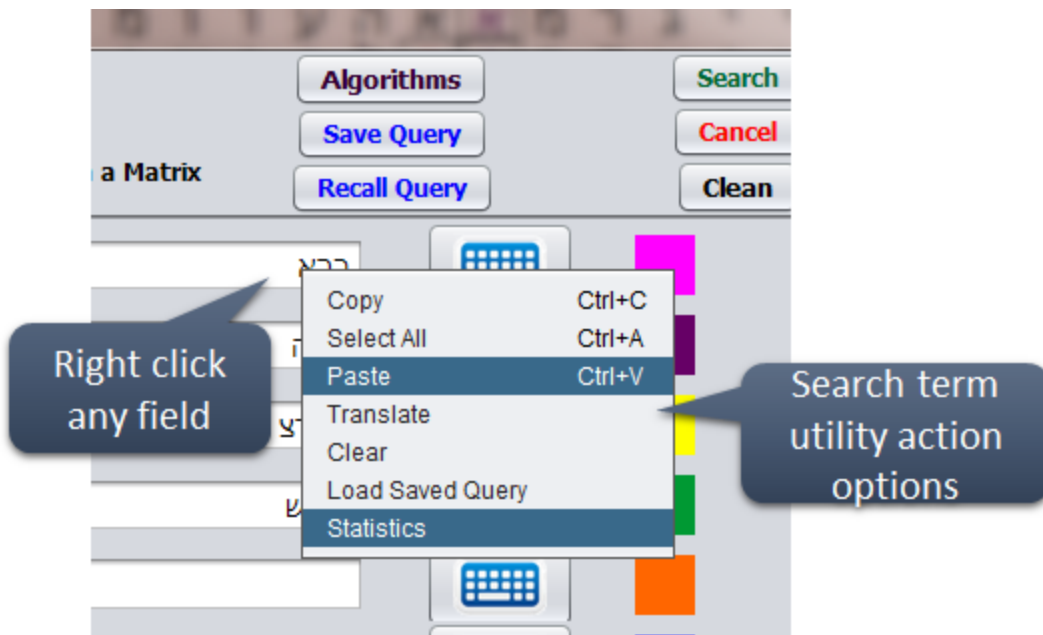 Algorithms
Search
Save Query
Cancel
a Matrix
Recall Query
Clean
Copy Ctrl+C
Select All Ctrl+A
Paste Ctrl+V
Translate
Clear
Load Saved Query
Statistics
Right click
any field
Search term
utility action
options